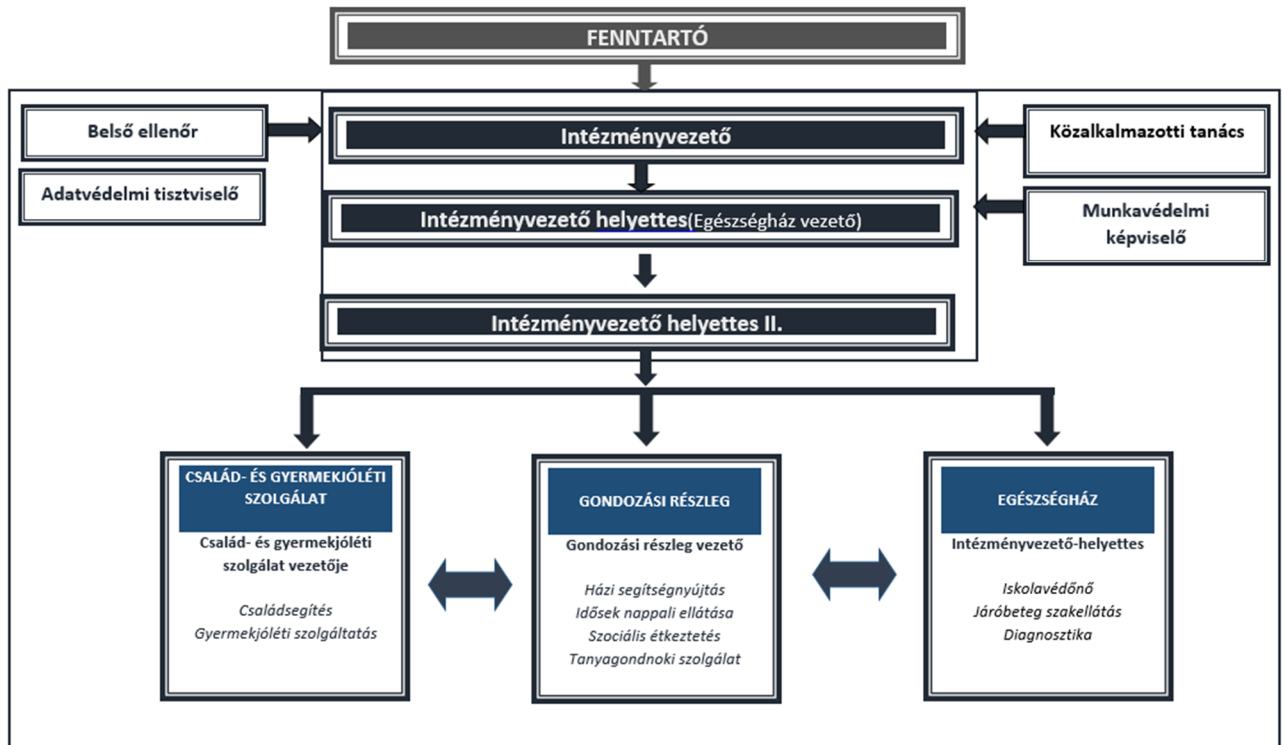 FENNTARTÓ
Belső ellenőr
Adatvédelmi tisztviselő
Intézményvezető
Intézményvezető helyettes(Egészségház vezető)
Intézményvezető helyettes II.
Közalkalmazotti tanács
Munkavédelmi
képviselő
CSALÁD- ÉS GYERMEKJÓLÉTI
SZOLGÁLAT
Család- és gyermekjóléti
szolgálat vezetője
Családsegítés
Gyermekjóléti szolgáltatás
GONDOZÁSI RÉSZLEG
Gondozási részleg vezető
Házi segítségnyújtás
Idősek nappali ellátása
Szociális étkeztetés
Tanyagondnoki szolgálat
EGÉSZSÉGHÁZ
Intézményvezető-helyettes
Iskolavédőnő
Járóbeteg szakellátás
Diagnosztika